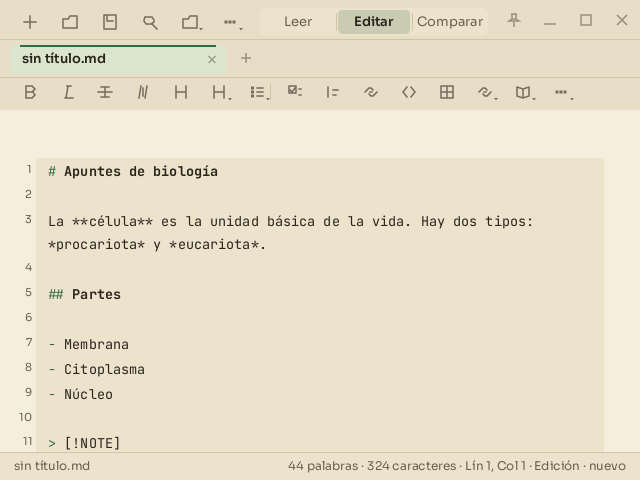 Leer Editar Comparar
sin título.md
1 # Apuntes de biología
2
3 La **célula** es la unidad básica de la vida. Hay dos tipos:
*procariota* y *eucariota*.
4
5 ## Partes
6
7 - Membrana
8 - Citoplasma
9 - Núcleo
10
11 > [!NOTE]
sin título.md 44 palabras · 324 caracteres · Lín 1, Col 1 · Edición · nuevo